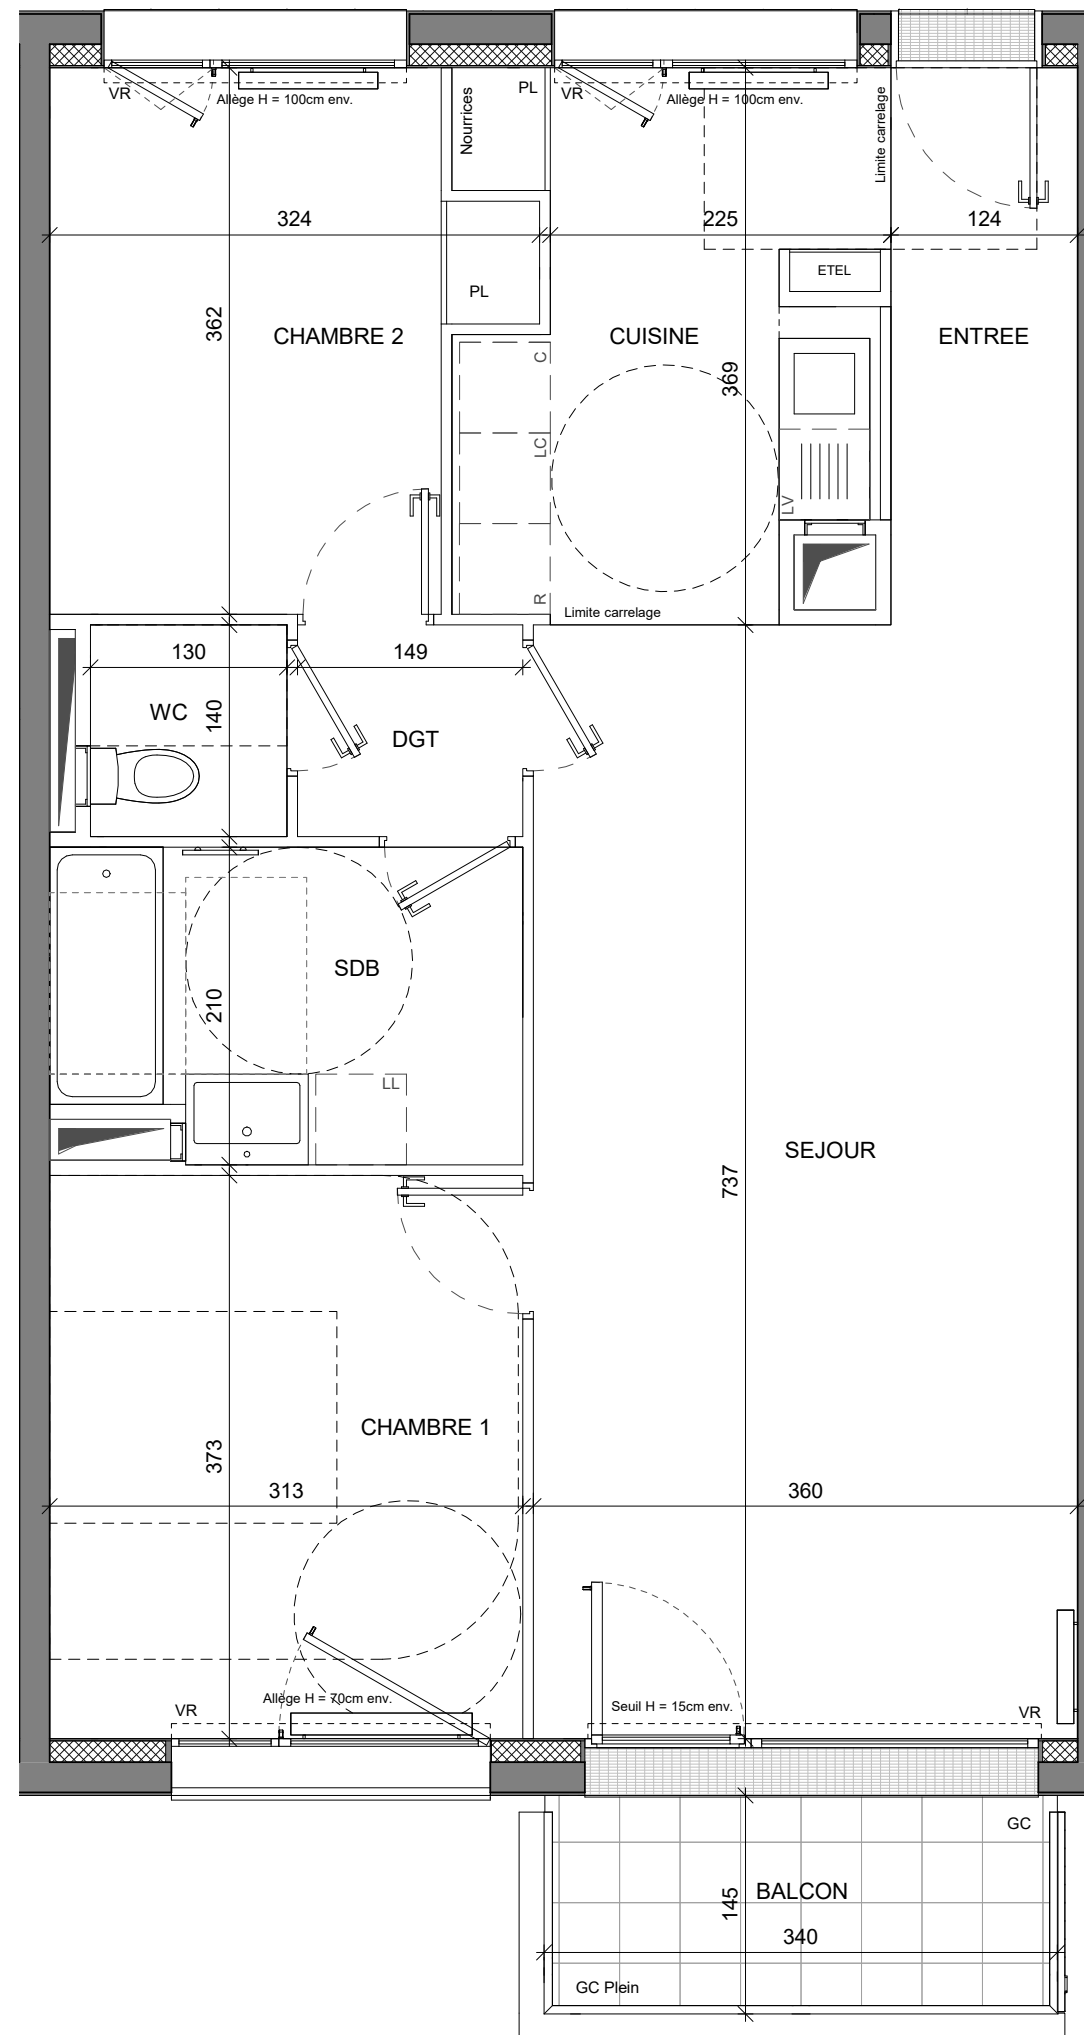 VR
Allège H = 100cm env.
Nourrices
PL
VR
Allège H = 100cm env.
Limite carrelage
324
225
124
ETEL
PL
362
CHAMBRE 2
CUISINE
ENTREE
C
369
LC
LV
R
Limite carrelage
130
149
WC
140
DGT
SDB
210
LL
SEJOUR
737
CHAMBRE 1
373
313
360
VR
Allège H = 70cm env.
Seuil H = 15cm env.
VR
GC
BALCON
145
340
GC Plein